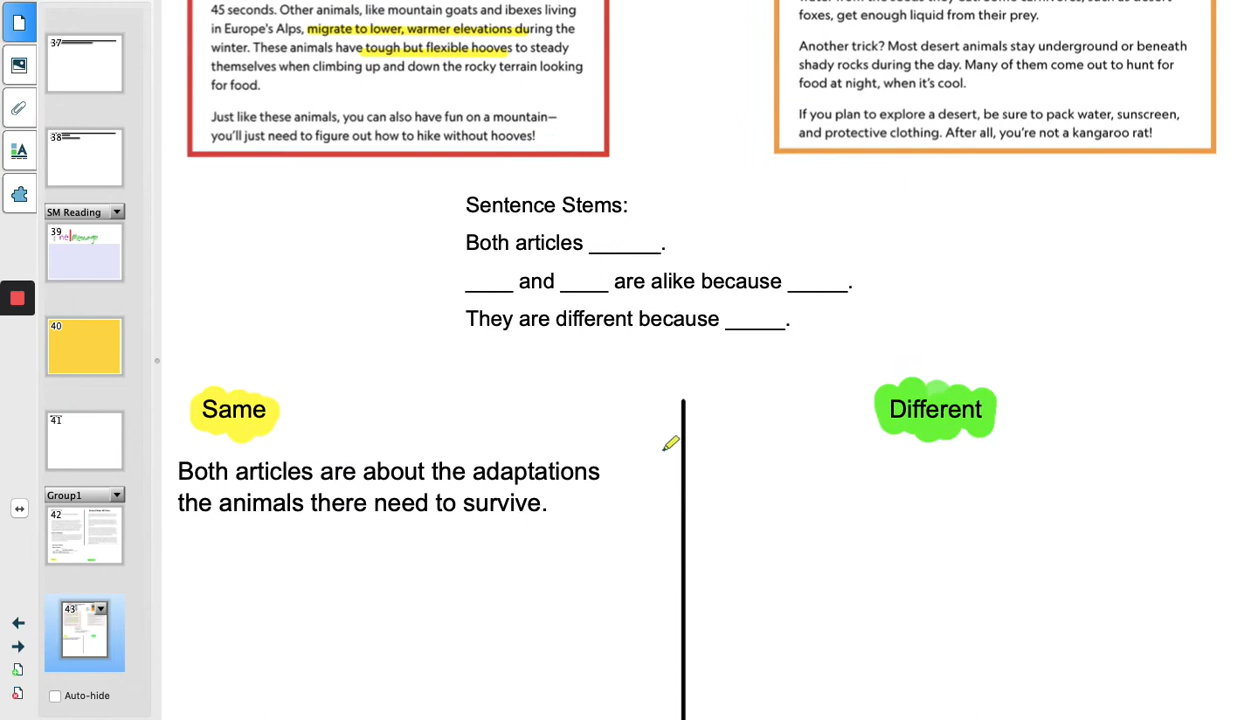 45 seconds. Other animals, like mountain goats and ibexes living
in Europe's Alps, migrate to lower, warmer elevations during the
winter. These animals have tough but flexible hooves to steady
themselves when climbing up and down the rocky terrain looking
for food.
Just like these animals, you can also have fun on a mountain—
you'll just need to figure out how to hike without hooves!
foxes, get enough liquid from their prey.
Another trick? Most desert animals stay underground or beneath
shady rocks during the day. Many of them come out to hunt for
food at night, when it's cool.
If you plan to explore a desert, be sure to pack water, sunscreen,
and protective clothing. After all, you're not a kangaroo rat!
Sentence Stems:
Both articles ______.
____ and ____ are alike because _____.
They are different because _____.
Same
Different
Both articles are about the adaptations
the animals there need to survive.
37
38
SM Reading
39
40
41
Group1
42
43
Auto-hide